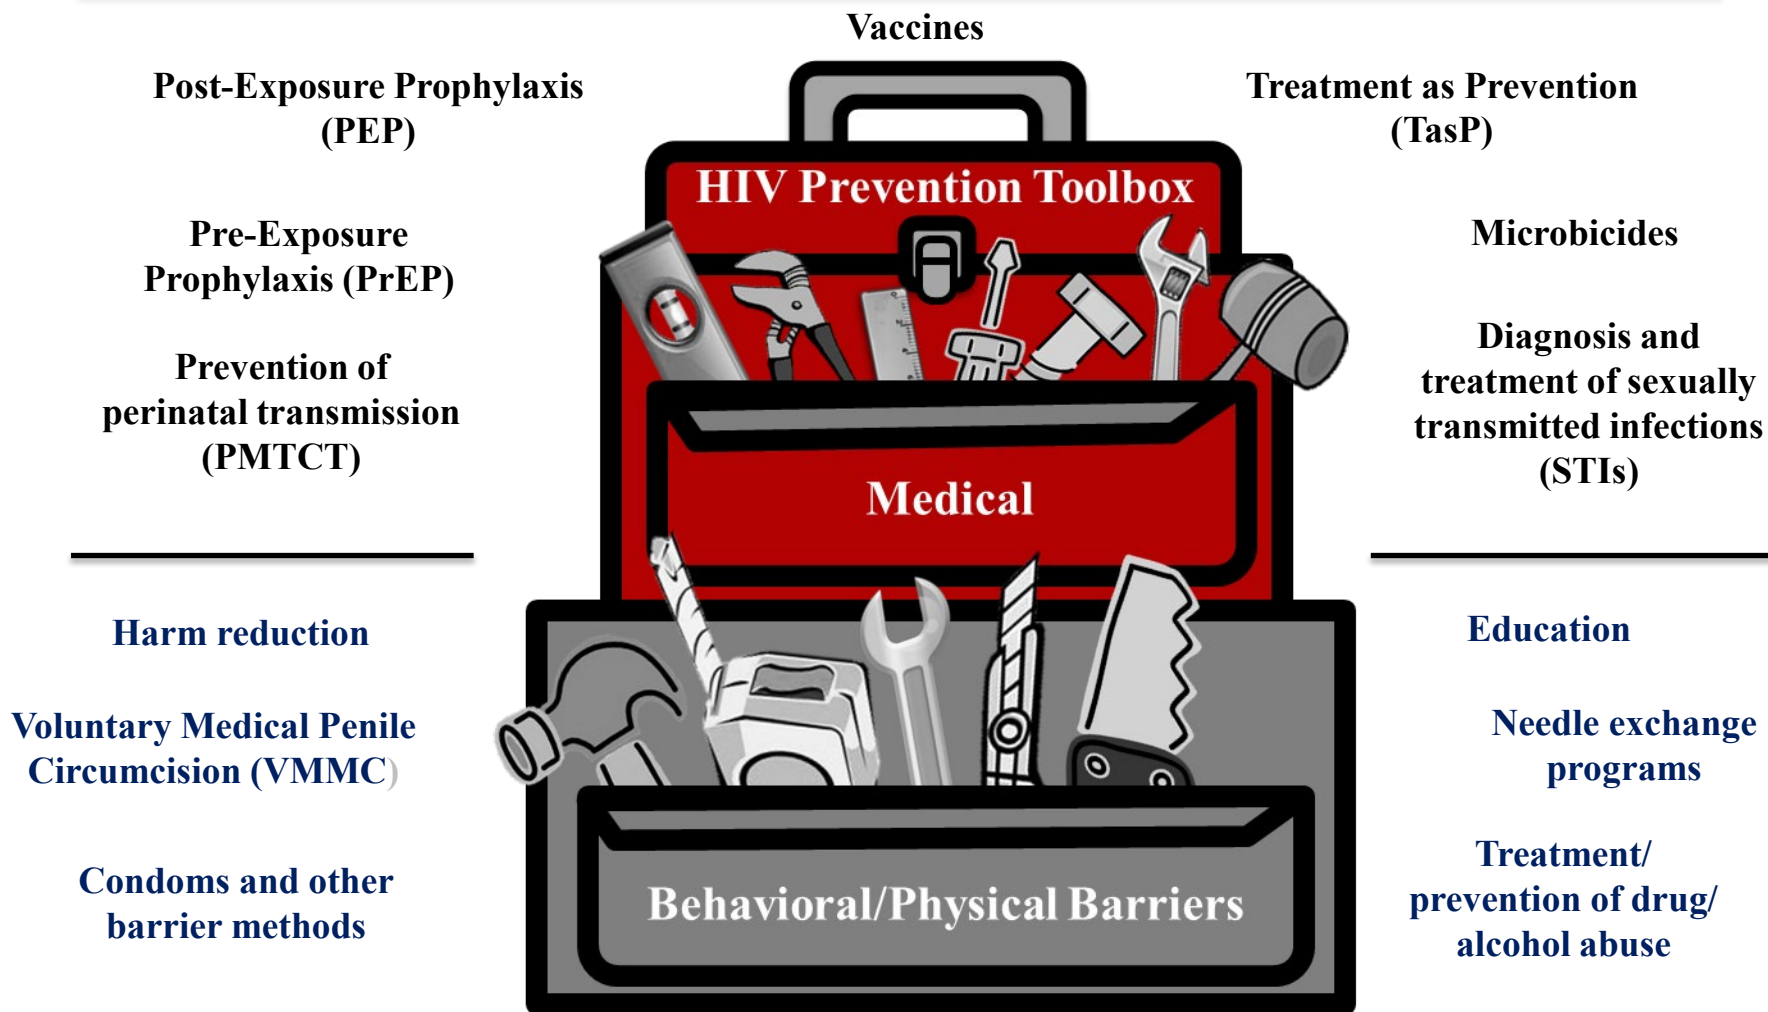 Vaccines
Post-Exposure Prophylaxis
(PEP)
Treatment as Prevention
(TasP)
HIV Prevention Toolbox
Pre-Exposure
Prophylaxis (PrEP)
Microbicides
Prevention of
perinatal transmission
(PMTCT)
Diagnosis and
treatment of sexually
transmitted infections
(STIs)
Medical
Harm reduction
Education
Voluntary Medical Penile
Circumcision (VMMC)
Needle exchange
programs
Condoms and other
barrier methods
Treatment/
prevention of drug/
alcohol abuse
Behavioral/Physical Barriers